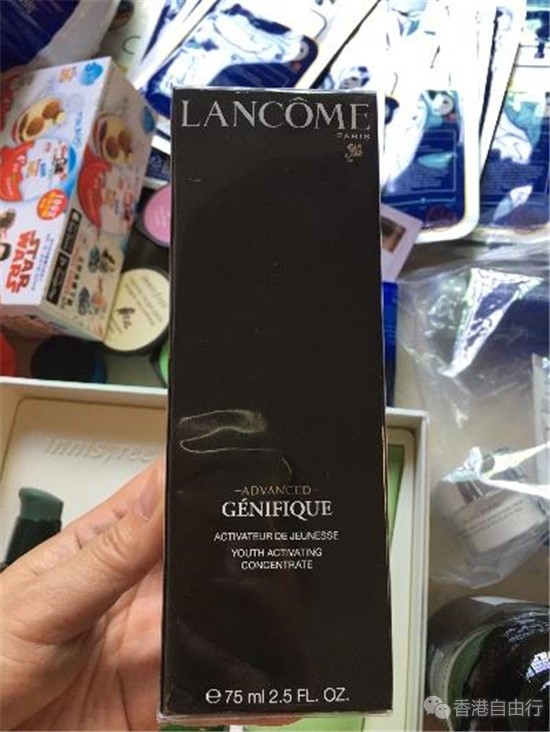 LANCÔME
PARIS
-ADVANCED-
GÉNIFIQUE
ACTIVATEUR DE JEUNESSE
YOUTH ACTIVATING
CONCENTRATE
℮ 75 ml 2.5 FL. OZ.
STAR
WARS
innisfree
香港自由行